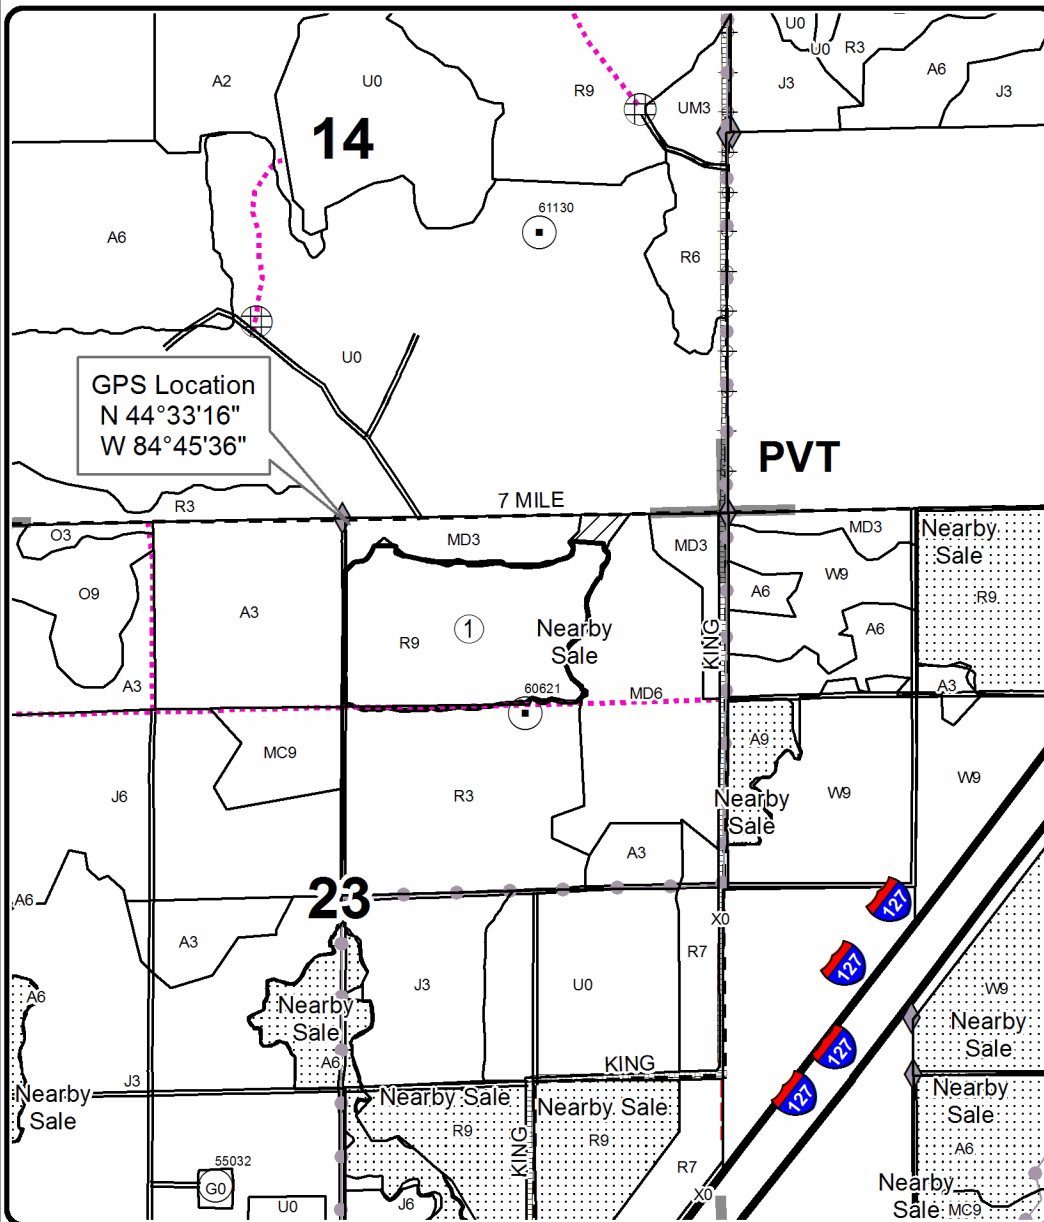 U0
U0
R3
A2
U0
R9
UM3
J3
A6
J3
14
61130
A6
R6
U0
GPS Location
N 44°33'16"
W 84°45'36"
PVT
R3
7 MILE
O3
MD3
MD3
MD3
Nearby
Sale
W9
O9
A3
A6
R9
1
R9
Nearby
Sale
KING
A6
A3
60621
MD6
A3
MC9
A9
W9
W9
J6
R3
Nearby
Sale
A3
23
127
A6
X0
A3
R7
127
J3
U0
W9
A6
Nearby
Sale
Nearby
Sale
127
KING
A6
J3
127
Nearby
Sale
Nearby Sale
Nearby Sale
Nearby
Sale
R9
KING
R9
A6
55032
G0
R7
X0
Nearby
Sale
MC9
U0
J6